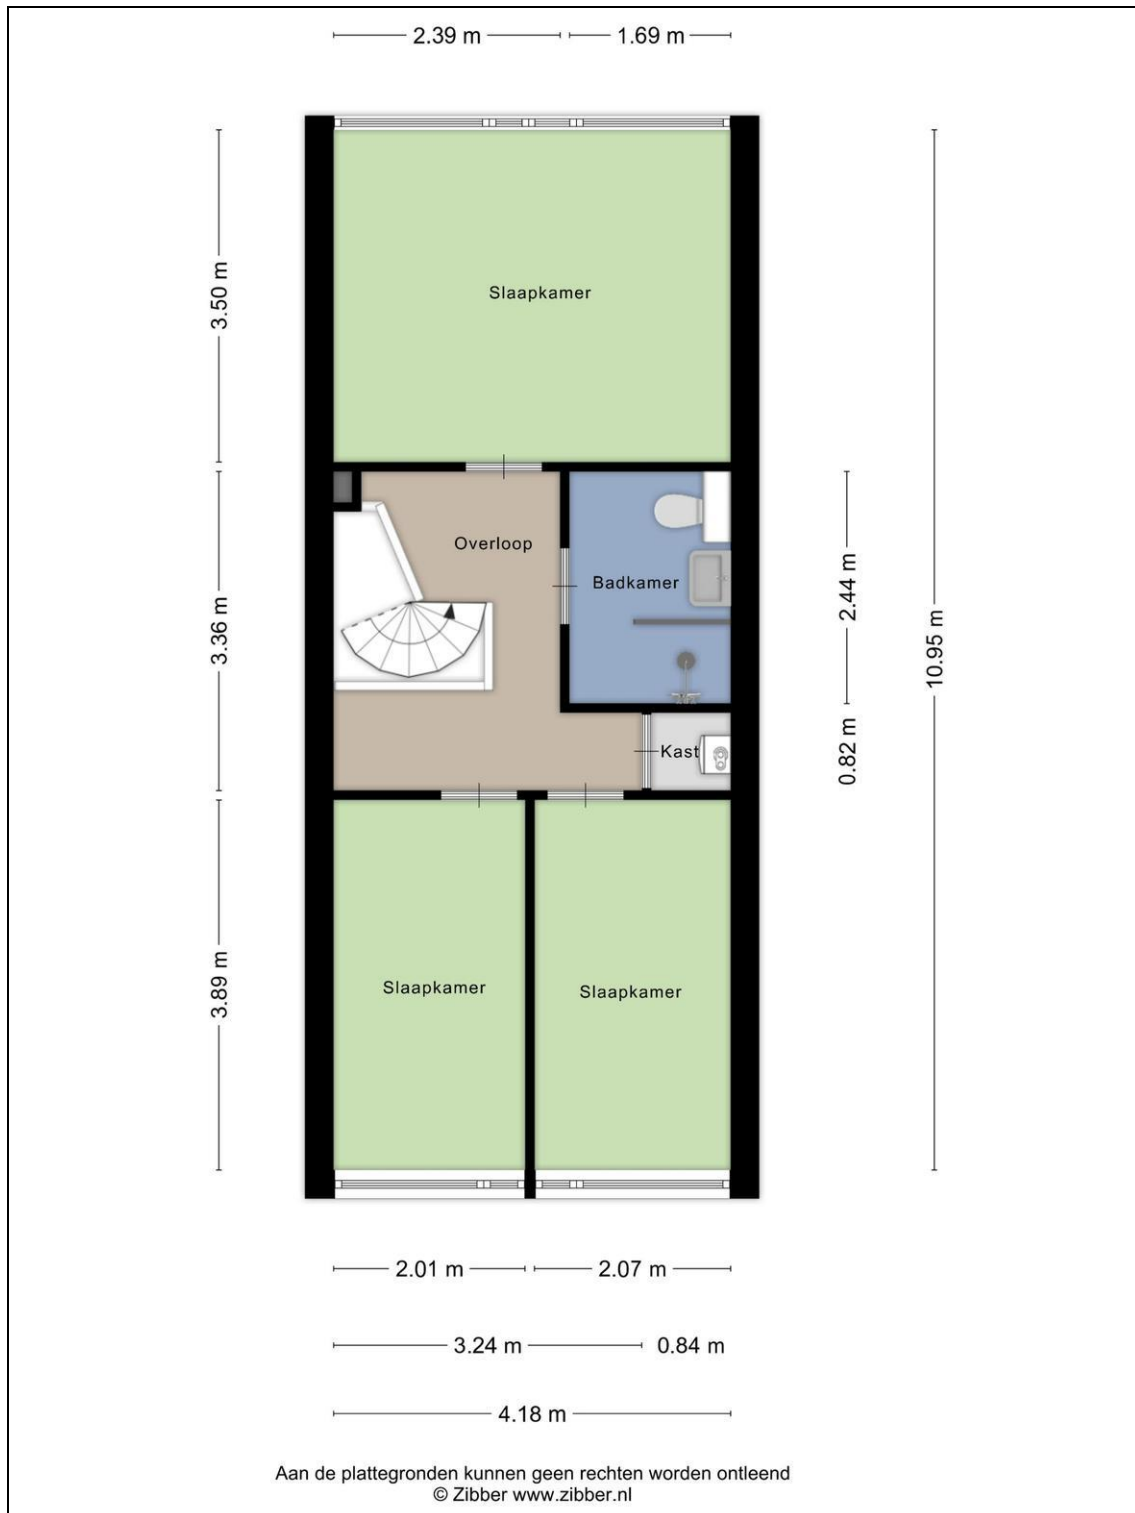 2.39 m
1.69 m
3.50 m
Slaapkamer
Overloop
Badkamer
2.44 m
3.36 m
10.95 m
0.82 m
Kast
3.89 m
Slaapkamer
Slaapkamer
2.01 m
2.07 m
3.24 m
0.84 m
4.18 m
Aan de plattegronden kunnen geen rechten worden ontleend
© Zibber www.zibber.nl